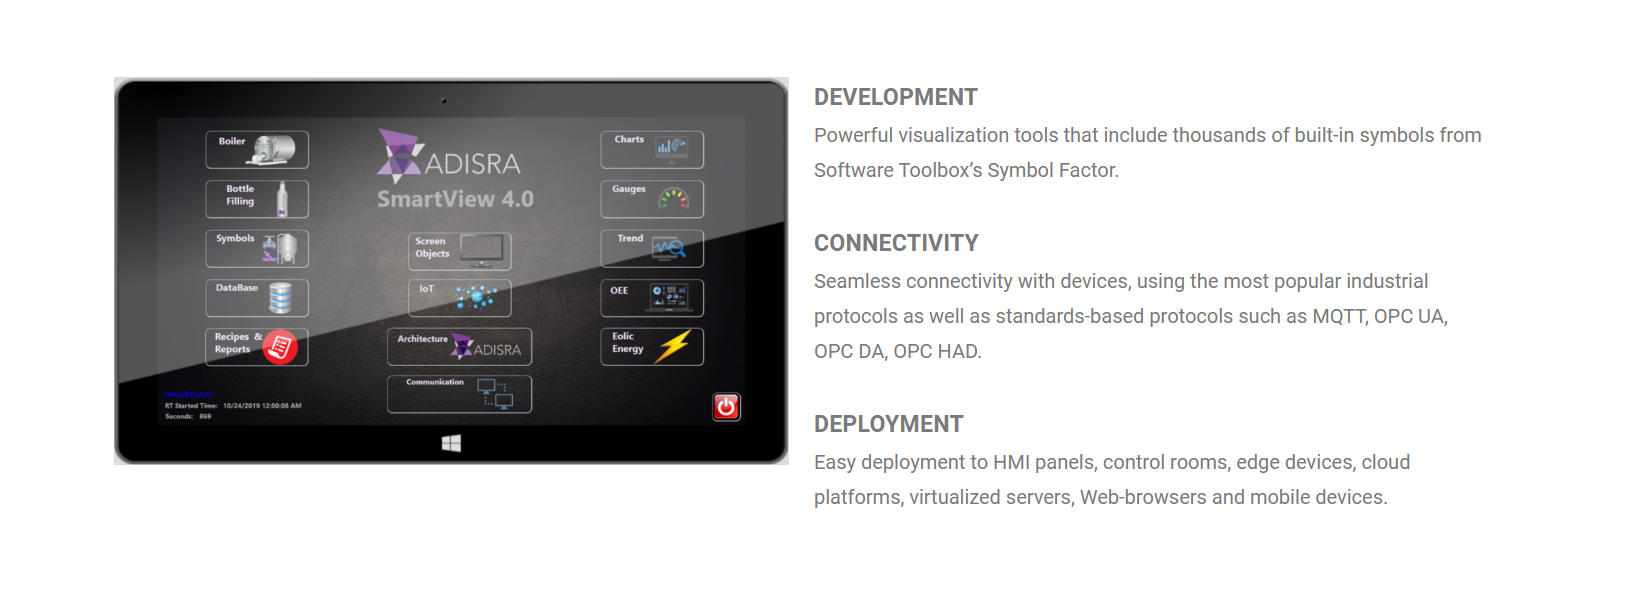 ADISRA
SmartView 4.0
Boiler
Bottle
Filling
Symbols
DataBase
Recipes &
Reports
Screen
Objects
IoT
Architecture
ADISRA
Communication
Charts
Gauges
Trend
OEE
Eolic
Energy
RT Started Time: 10/24/2019 12:00:08 AM
Seconds: 869
DEVELOPMENT
Powerful visualization tools that include thousands of built-in symbols from
Software Toolbox’s Symbol Factor.
CONNECTIVITY
Seamless connectivity with devices, using the most popular industrial
protocols as well as standards-based protocols such as MQTT, OPC UA,
OPC DA, OPC HAD.
DEPLOYMENT
Easy deployment to HMI panels, control rooms, edge devices, cloud
platforms, virtualized servers, Web-browsers and mobile devices.